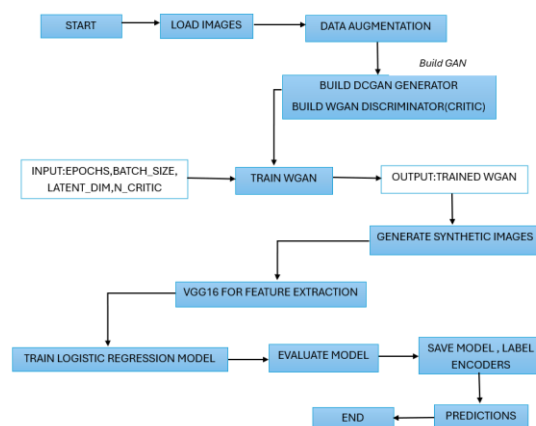 START
LOAD IMAGES
DATA AUGMENTATION
Build GAN
BUILD DCGAN GENERATOR
BUILD WGAN DISCRIMINATOR(CRITIC)
INPUT:EPOCHS,BATCH_SIZE,
LATENT_DIM,N_CRITIC
TRAIN WGAN
OUTPUT:TRAINED WGAN
GENERATE SYNTHETIC IMAGES
VGG16 FOR FEATURE EXTRACTION
TRAIN LOGISTIC REGRESSION MODEL
EVALUATE MODEL
SAVE MODEL , LABEL
ENCODERS
END
PREDICTIONS